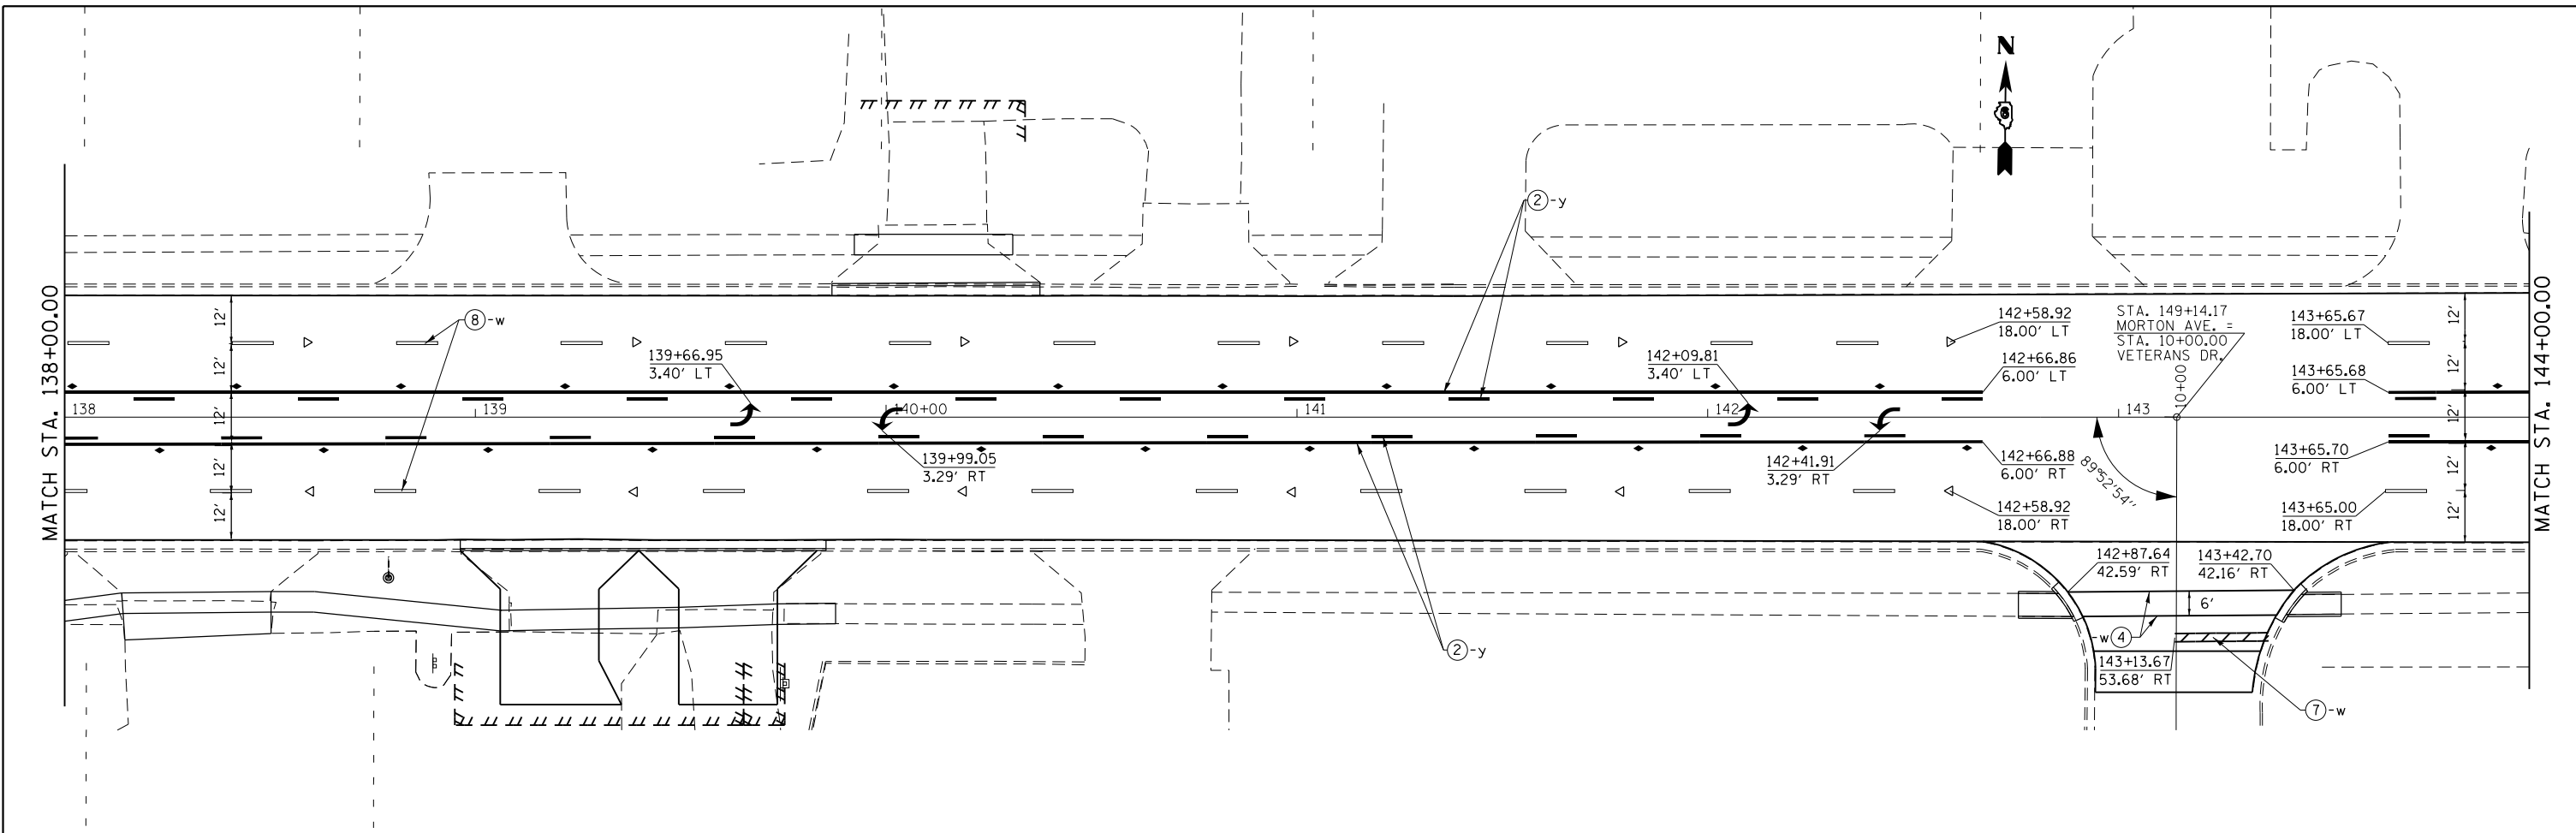 N
6
②-y
MATCH STA. 138+00.00
12'
12'
12'
12'
12'
⑧-w
139+66.95
3.40' LT
142+09.81
3.40' LT
142+58.92
18.00' LT
142+66.86
6.00' LT
STA. 149+14.17
MORTON AVE. =
STA. 10+00.00
VETERANS DR.
143+65.67
18.00' LT
143+65.68
6.00' LT
12'
12'
12'
12'
12'
MATCH STA. 144+00.00
138
139
140+00
141
142
143
10+00
139+99.05
3.29' RT
142+41.91
3.29' RT
142+66.88
6.00' RT
142+58.92
18.00' RT
89°52'54"
143+65.70
6.00' RT
143+65.00
18.00' RT
142+87.64
42.59' RT
143+42.70
42.16' RT
6'
-w④
143+13.67
53.68' RT
②-y
⑦-w